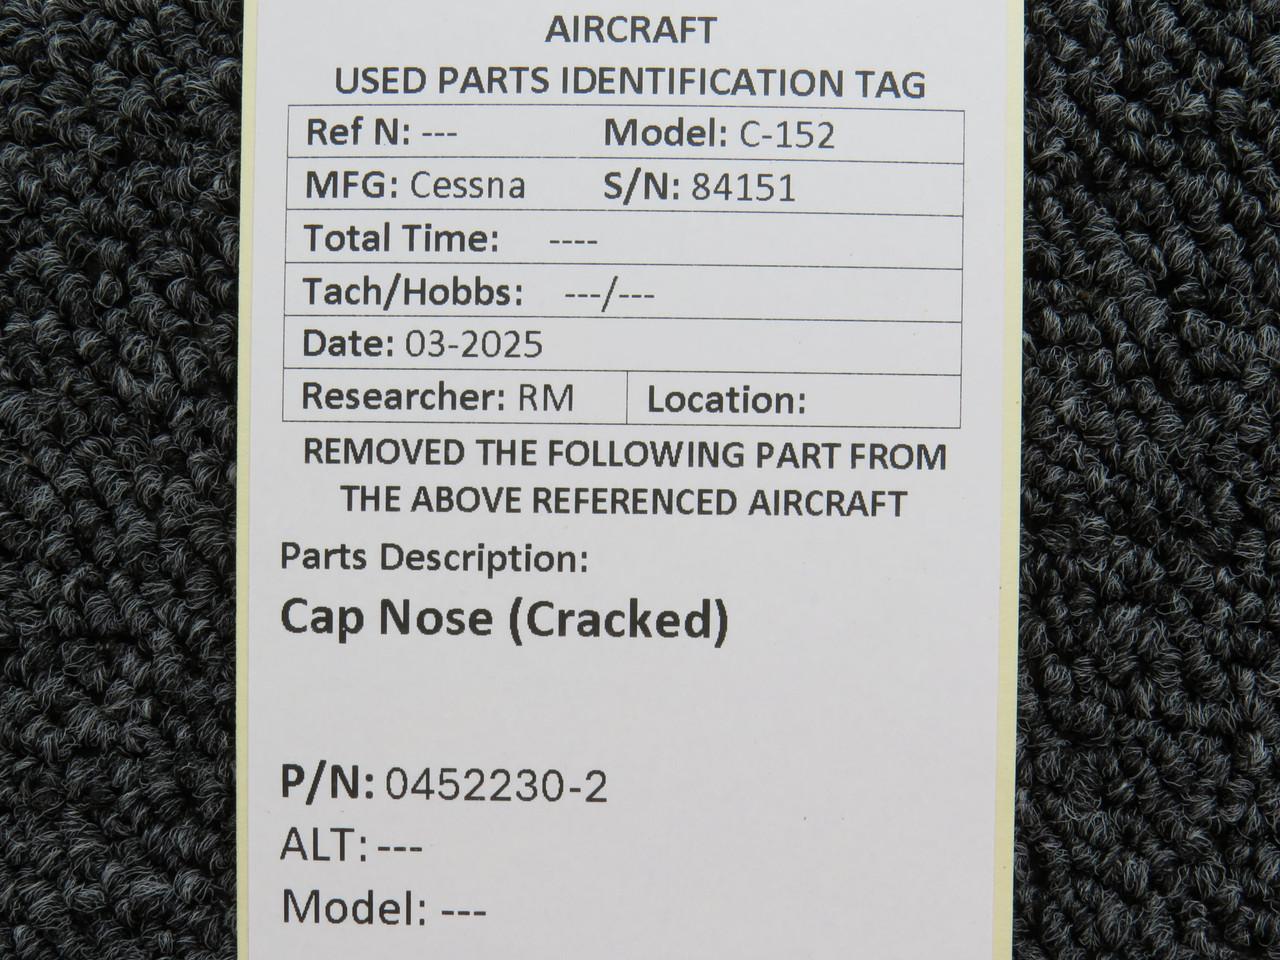 AIRCRAFT
USED PARTS IDENTIFICATION TAG
Ref N: --- Model: C-152
MFG: Cessna S/N: 84151
Total Time: ----
Tach/Hobbs: ---/---
Date: 03-2025
Researcher: RM Location:
REMOVED THE FOLLOWING PART FROM
THE ABOVE REFERENCED AIRCRAFT
Parts Description:
Cap Nose (Cracked)
P/N: 0452230-2
ALT: ---
Model: ---